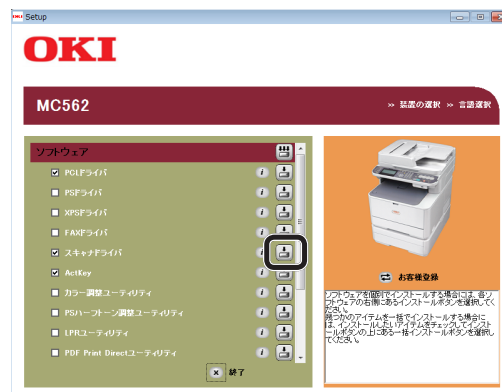 Setup
OKI
MC562
» 装置の選択 » 言語選択
ソフトウェア
PCLドライバ
PSドライバ
XPSドライバ
FAXドライバ
スキャナドライバ
ActKey
カラー調整ユーティリティ
PSハーフトーン調整ユーティリティ
LPRユーティリティ
PDF Print Directユーティリティ
終了
お客様登録
ソフトウェアを個別でインストールする場合には、各ソ
フトウェアの右側にあるインストールボタンを選択してく
ださい。
幾つかのアイテムを一括でインストールする場合に
は、インストールしたいアイテムをチェックしてインスト
ールボタンの上にある一括インストールボタンを選択し
てください。